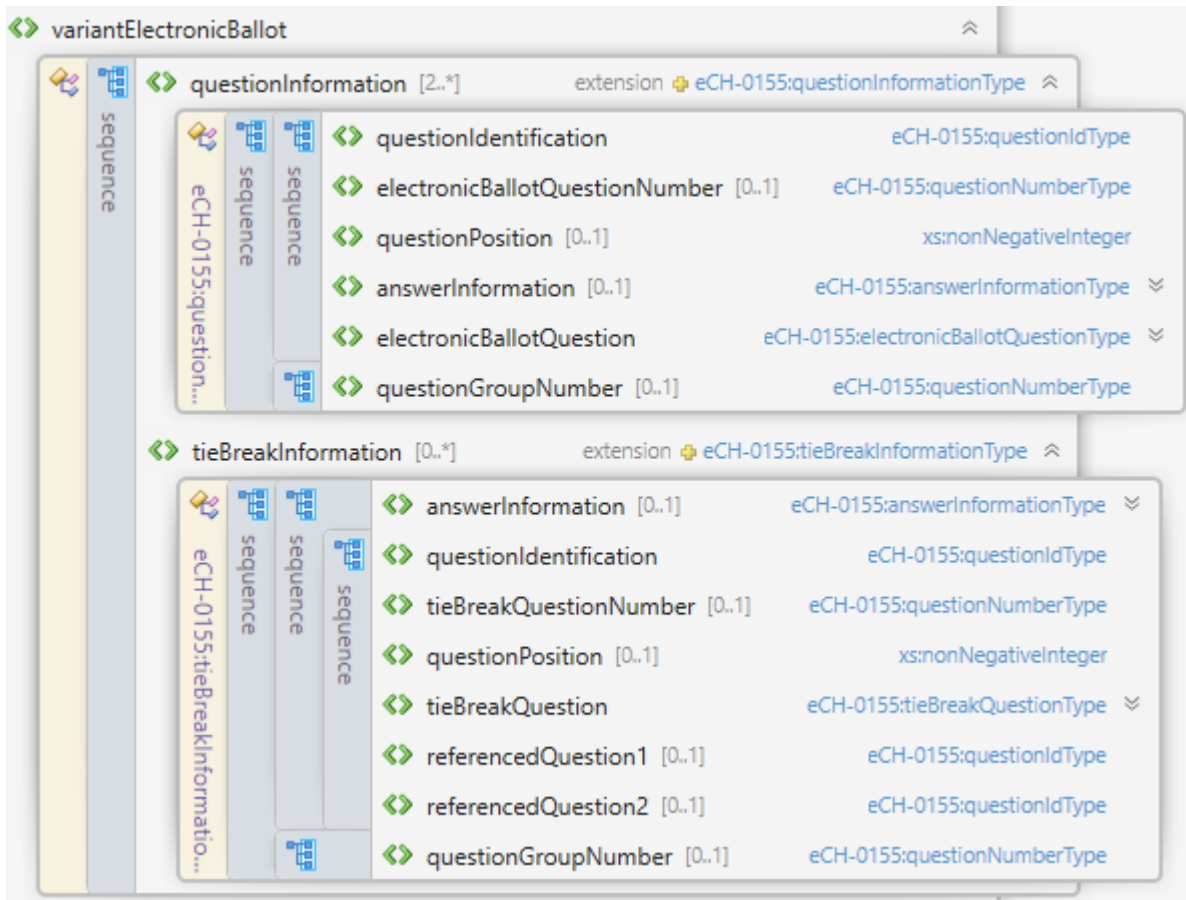 variantElectronicBallot
questionInformation [2..*] extension eCH-0155:questionInformationType
sequence
eCH-0155:question...
sequence
sequence
questionIdentification eCH-0155:questionIdType
electronicBallotQuestionNumber [0..1] eCH-0155:questionNumberType
questionPosition [0..1] xs:nonNegativeInteger
answerInformation [0..1] eCH-0155:answerInformationType
electronicBallotQuestion eCH-0155:electronicBallotQuestionType
questionGroupNumber [0..1] eCH-0155:questionNumberType
tieBreakInformation [0..*] extension eCH-0155:tieBreakInformationType
eCH-0155:tieBreakInformatio...
sequence
sequence
sequence
answerInformation [0..1] eCH-0155:answerInformationType
questionIdentification eCH-0155:questionIdType
tieBreakQuestionNumber [0..1] eCH-0155:questionNumberType
questionPosition [0..1] xs:nonNegativeInteger
tieBreakQuestion eCH-0155:tieBreakQuestionType
referencedQuestion1 [0..1] eCH-0155:questionIdType
referencedQuestion2 [0..1] eCH-0155:questionIdType
questionGroupNumber [0..1] eCH-0155:questionNumberType